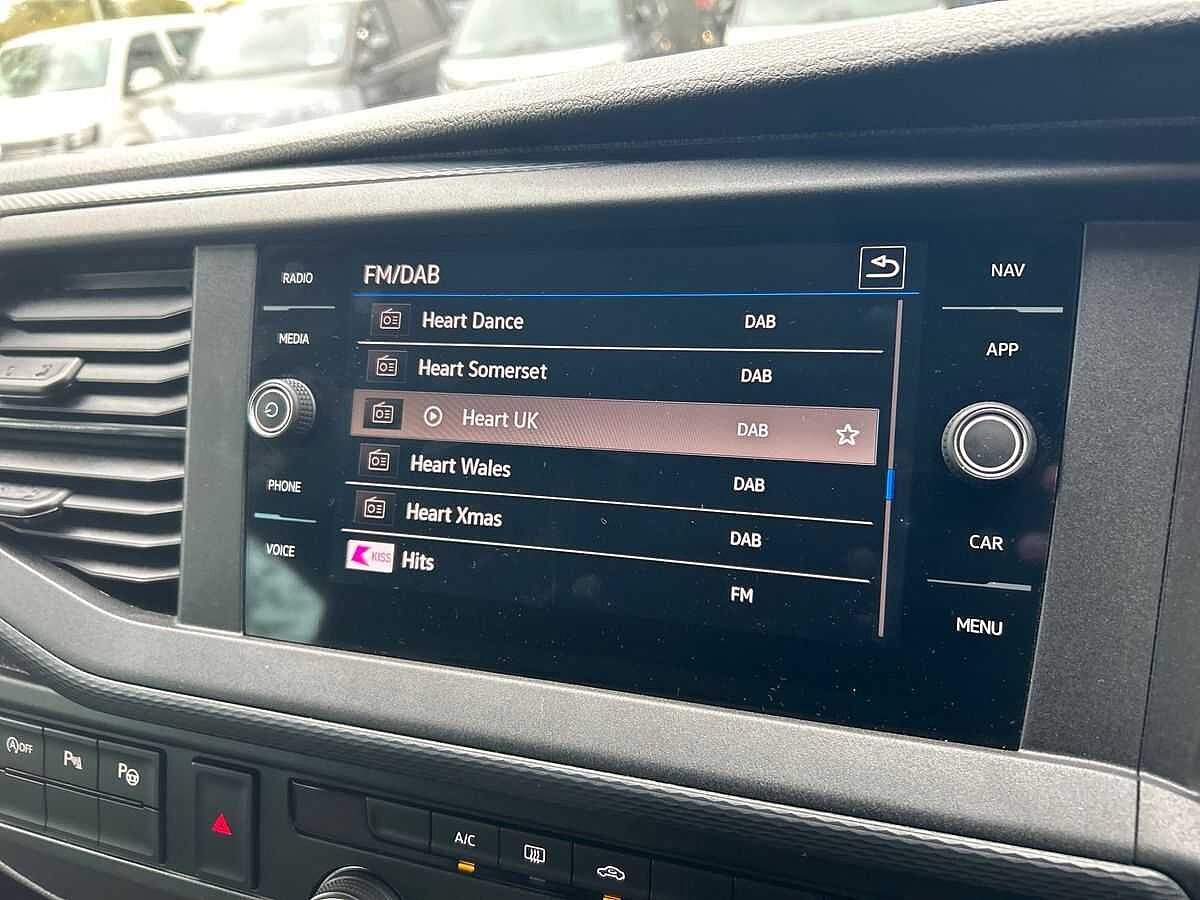 RADIO
MEDIA
PHONE
VOICE
FM/DAB
Heart Dance DAB
Heart Somerset DAB
Heart UK DAB
Heart Wales DAB
Heart Xmas DAB
KISS Hits FM
NAV
APP
CAR
MENU
A OFF
P
P
A/C